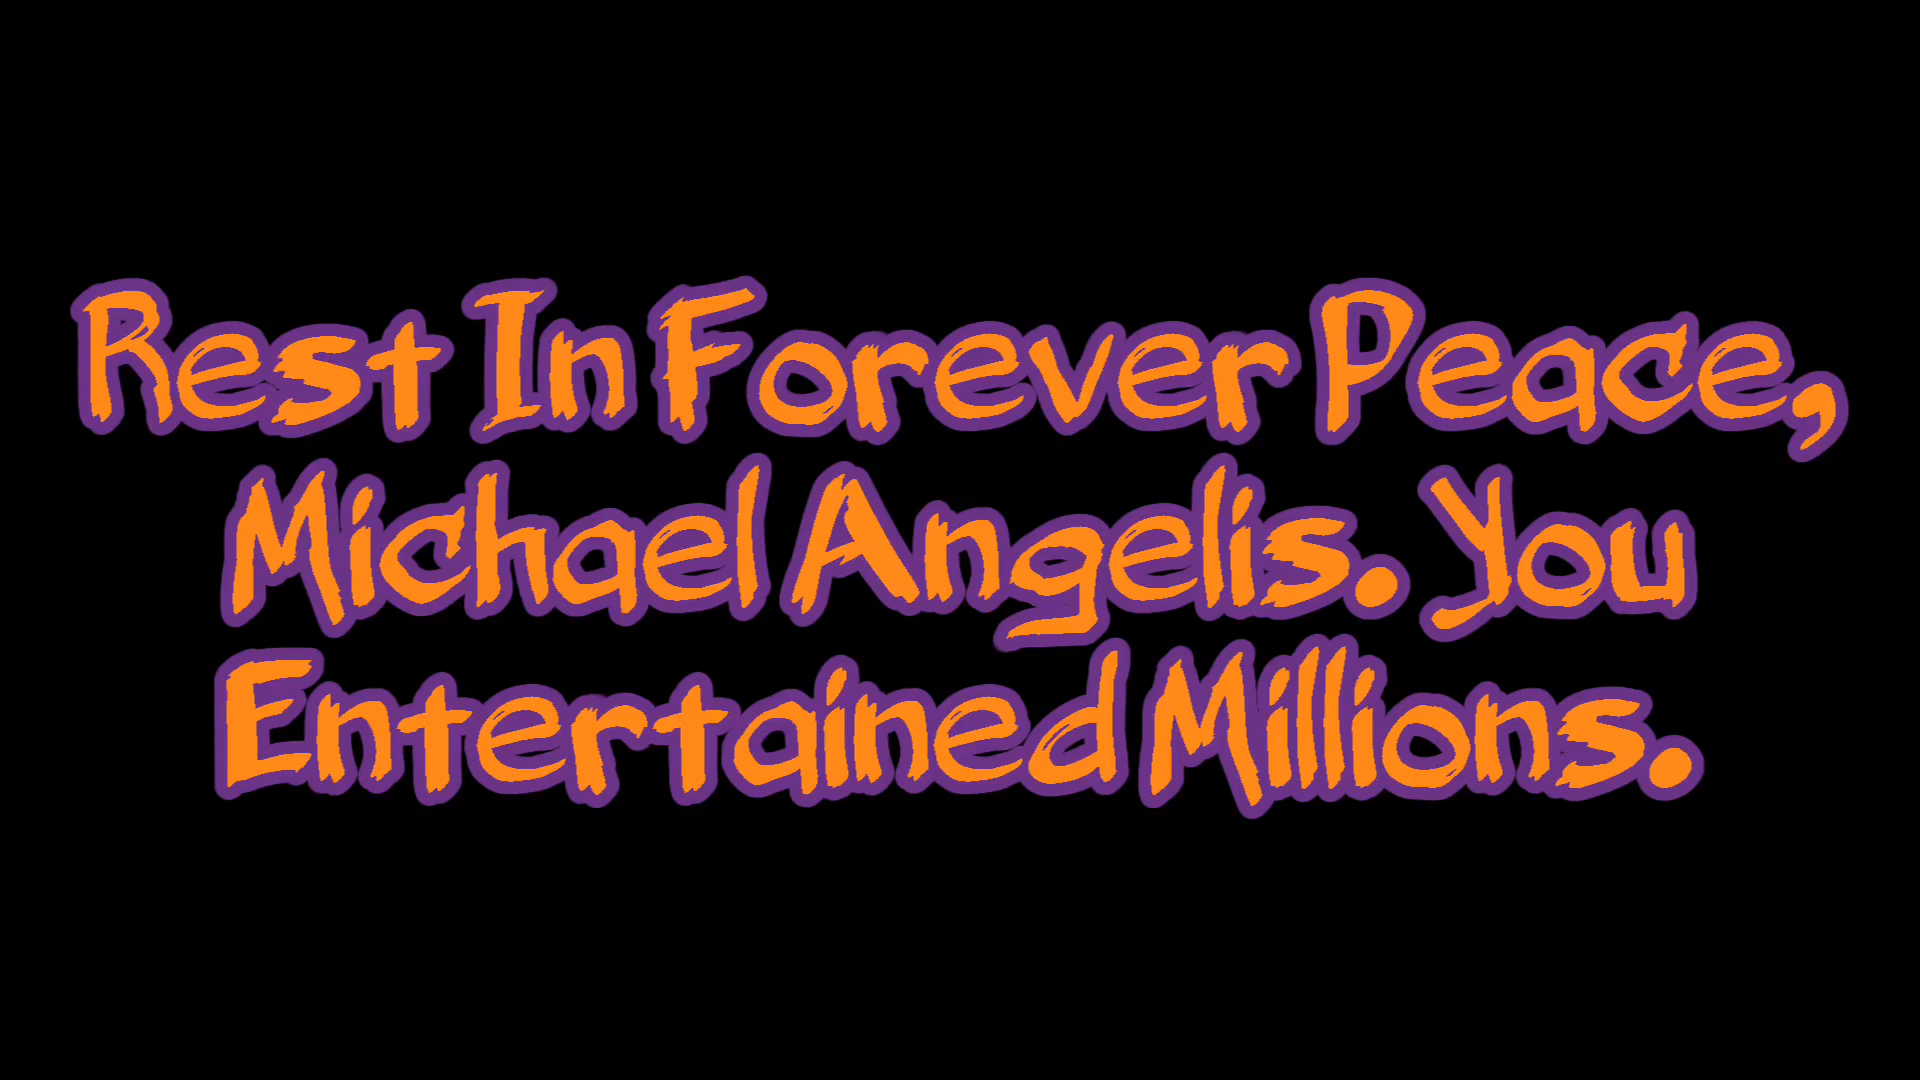 Rest In Forever Peace,
Michael Angelis. You
Entertained Millions.